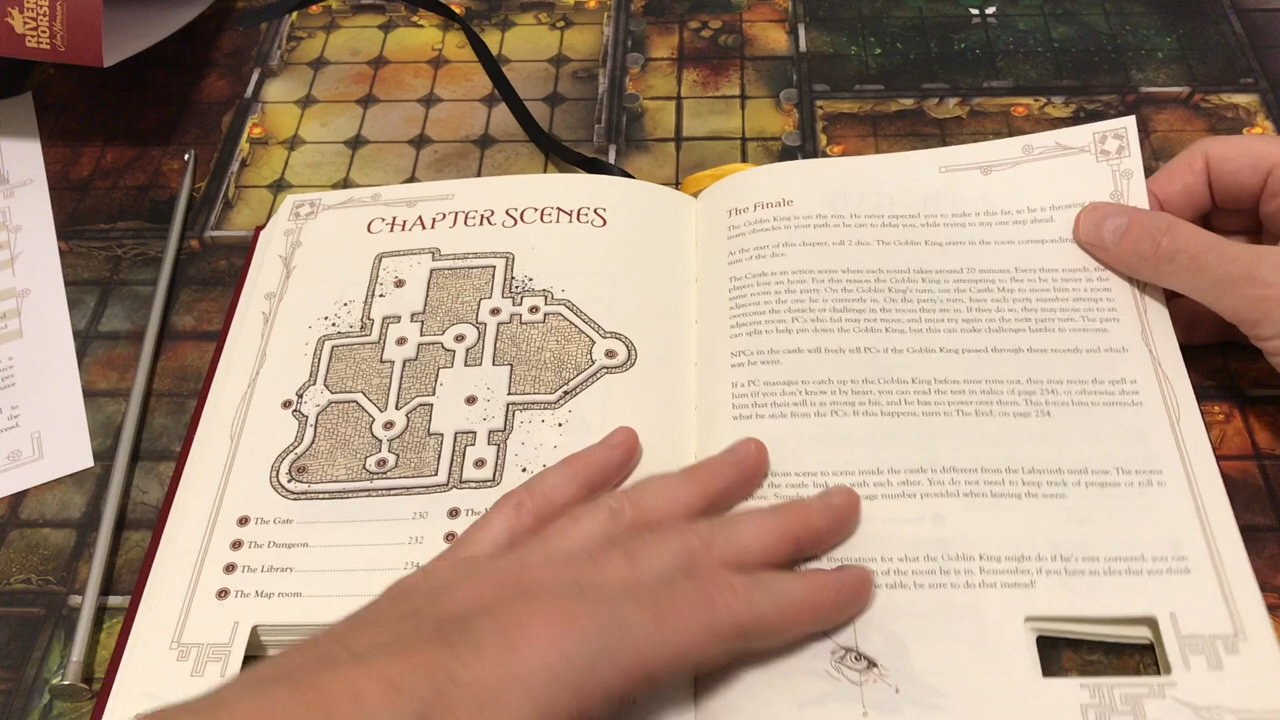 RIVER
HORSE
CHAPTER SCENES
The Gate 230
The Dungeon 232
The Library 234
The Map room
The Finale
The Goblin King is on the run. He never expected you to make it this far, so he is throwing
many obstacles in your path as he can to delay you, while trying to stay one step ahead.
At the start of this chapter, roll 2 dice. The Goblin King starts in the room corresponding
sum of the dice.
The Castle is an action scene where each round takes around 20 minutes. Every three rounds, the
players lose an hour. For this reason the Goblin King is attempting to flee so he is never in the
same room as the party. On the Goblin King's turn, use the Castle Map to move him to a room
adjacent to the one he is currently in. On the party's turn, have each party member attempt to
overcome the obstacle or challenge in the room they are in. If they do so, they may move on to an
adjacent room. PCs who fail may not move, and must try again on the next party turn. The party
can split to help pin down the Goblin King, but this can make challenges harder to overcome.
NPCs in the castle will freely tell PCs if the Goblin King passed through there recently and which
way he went.
If a PC manages to catch up to the Goblin King before time runs out, they may recite the spell at
him (if you don't know it by heart, you can read the text in italics of page 254), or otherwise show
him that their will is as strong as his, and he has no power over them. This forces him to surrender
what he stole from the PCs. If this happens, turn to The End, on page 254.
from scene to scene inside the castle is different from the Labyrinth until now. The rooms
the castle link up with each other. You do not need to keep track of progress or roll to
Simply page number provided when leaving the scene.
inspiration for what the Goblin King might do if he's ever cornered, you can
of the room he is in. Remember, if you have an idea that you think
the table, be sure to do that instead!